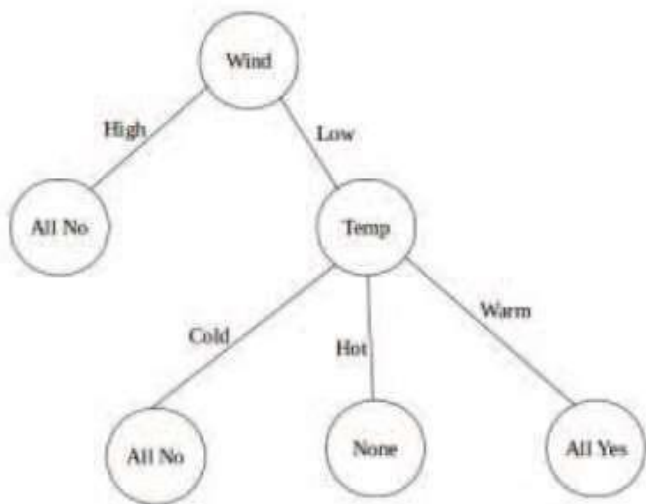 Wind
High
Low
All No
Temp
Cold
Hot
Warm
All No
None
All Yes